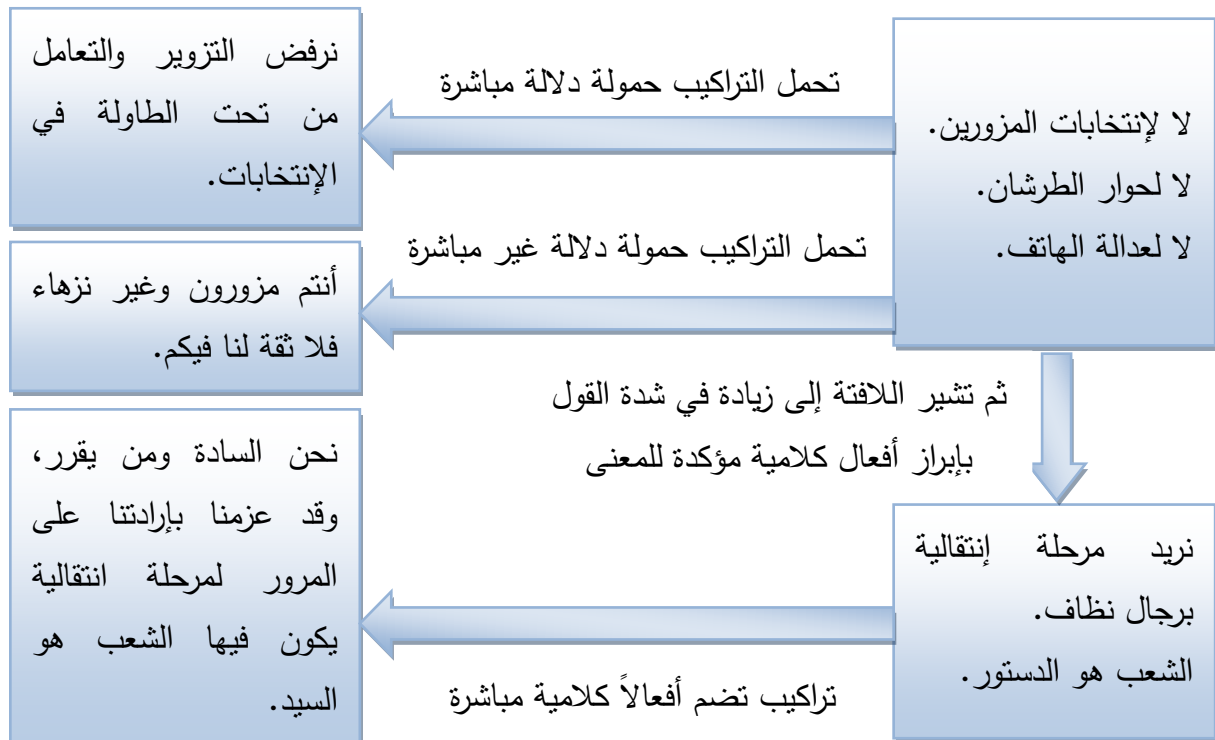 لا لإنتخابات المزورين.
لا لحوار الطرشان.
لا لعدالة الهاتف.
تحمل التراكيب حمولة دلالة مباشرة
نرفض التزوير والتعامل
من تحت الطاولة في
الإنتخابات.
تحمل التراكيب حمولة دلالة غير مباشرة
أنتم مزورون وغير نزهاء
فلا ثقة لنا فيكم.
ثم تشير اللافتة إلى زيادة في شدة القول
بإبراز أفعال كلامية مؤكدة للمعنى
نريد مرحلة إنتقالية
برجال نظاف.
الشعب هو الدستور.
تراكيب تضم أفعالاً كلامية مباشرة
نحن السادة ومن يقرر،
وقد عزمنا بإرادتنا على
المرور لمرحلة انتقالية
يكون فيها الشعب هو
السيد.